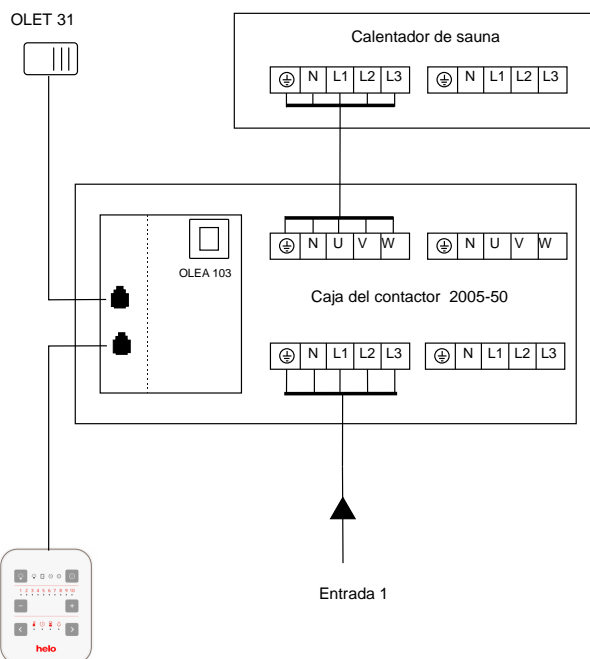 OLET 31
Calentador de sauna
N L1 L2 L3 N L1 L2 L3
N U V W N U V W
OLEA 103
Caja del contactor 2005-50
N L1 L2 L3 N L1 L2 L3
Entrada 1
1 2 3 4 5 6 7 8 9 10
− +
< >
helo